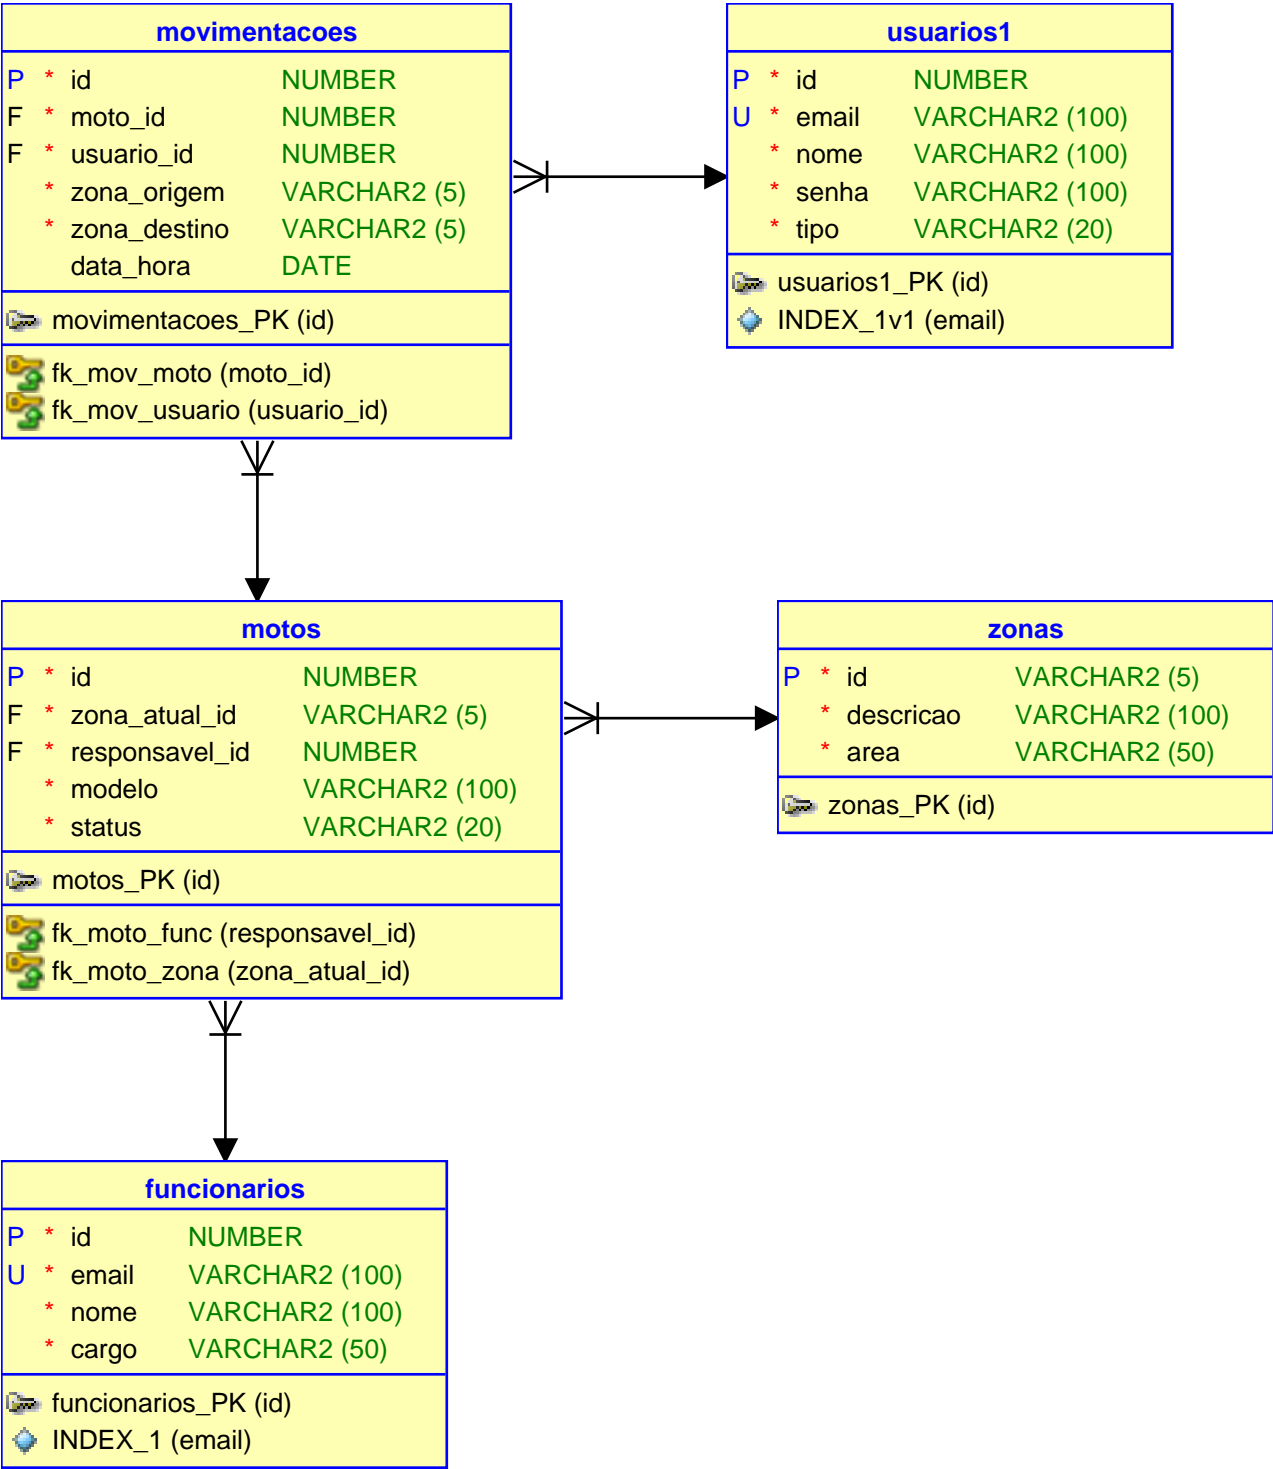 movimentacoes
P * id NUMBER
F * moto_id NUMBER
F * usuario_id NUMBER
* zona_origem VARCHAR2 (5)
* zona_destino VARCHAR2 (5)
data_hora DATE
movimentacoes_PK (id)
fk_mov_moto (moto_id)
fk_mov_usuario (usuario_id)
usuarios1
P * id NUMBER
U * email VARCHAR2 (100)
* nome VARCHAR2 (100)
* senha VARCHAR2 (100)
* tipo VARCHAR2 (20)
usuarios1_PK (id)
INDEX_1v1 (email)
motos
P * id NUMBER
F * zona_atual_id VARCHAR2 (5)
F * responsavel_id NUMBER
* modelo VARCHAR2 (100)
* status VARCHAR2 (20)
motos_PK (id)
fk_moto_func (responsavel_id)
fk_moto_zona (zona_atual_id)
zonas
P * id VARCHAR2 (5)
* descricao VARCHAR2 (100)
* area VARCHAR2 (50)
zonas_PK (id)
funcionarios
P * id NUMBER
U * email VARCHAR2 (100)
* nome VARCHAR2 (100)
* cargo VARCHAR2 (50)
funcionarios_PK (id)
INDEX_1 (email)